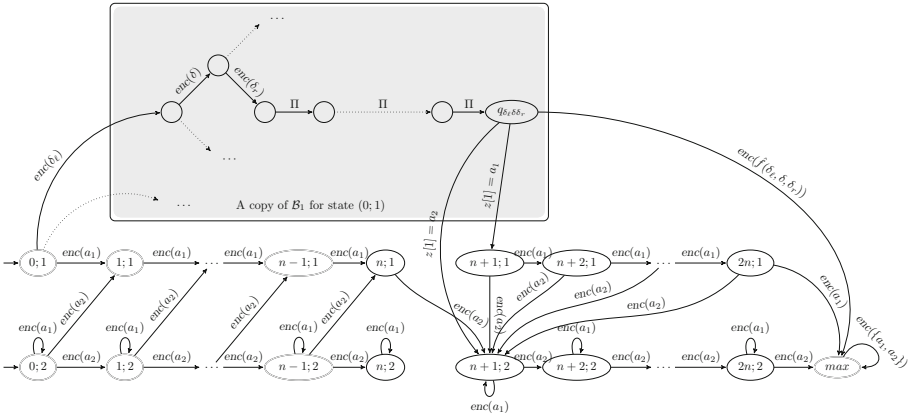 ...
enc(δ)
enc(δ_r)
Π
Π
Π
q_{δ_ℓ δ δ_r}
enc(δ_ℓ)
...
...
A copy of B_1 for state (0; 1)
z[1] = a_2
z[1] = a_1
enc(f̂(δ_ℓ, δ, δ_r))
0; 1
enc(a_1)
1; 1
enc(a_1)
...
enc(a_1)
n−1; 1
enc(a_1)
n; 1
n+1; 1
enc(a_1)
n+2; 1
enc(a_1)
...
enc(a_1)
2n; 1
enc(a_2)
enc(a_2)
enc(a_2)
enc(a_2)
enc(a_2)
enc(a_2)
enc(a_2)
enc(a_2)
enc(a_2)
enc(a_1)
enc(a_1)
enc(a_1)
enc(a_1)
enc(a_1)
enc(a_1)
enc(a_1)
enc({a_1, a_2})
0; 2
enc(a_2)
1; 2
enc(a_2)
...
enc(a_2)
n−1; 2
enc(a_2)
n; 2
n+1; 2
enc(a_2)
n+2; 2
enc(a_2)
...
enc(a_2)
2n; 2
enc(a_2)
max
enc(a_1)